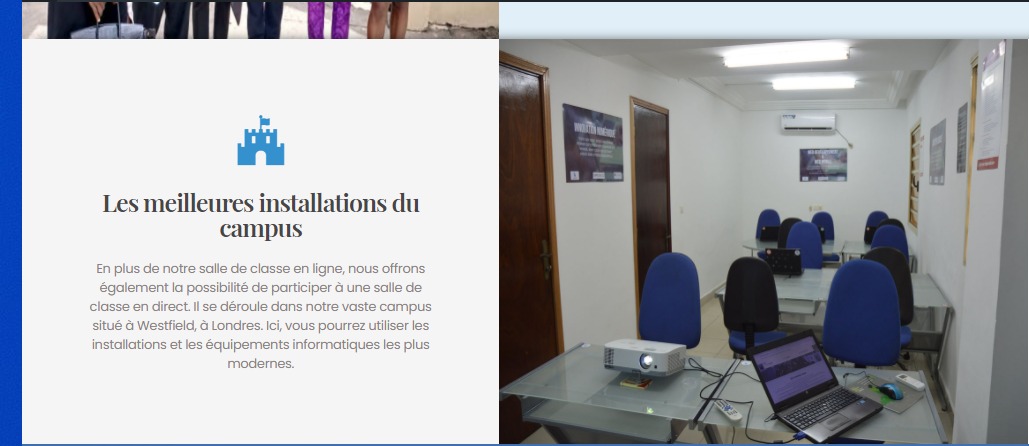 Les meilleures installations du
campus
En plus de notre salle de classe en ligne, nous offrons
également la possibilité de participer à une salle de
classe en direct. Il se déroule dans notre vaste campus
situé à Westfield, à Londres. Ici, vous pourrez utiliser les
installations et les équipements informatiques les plus
modernes.